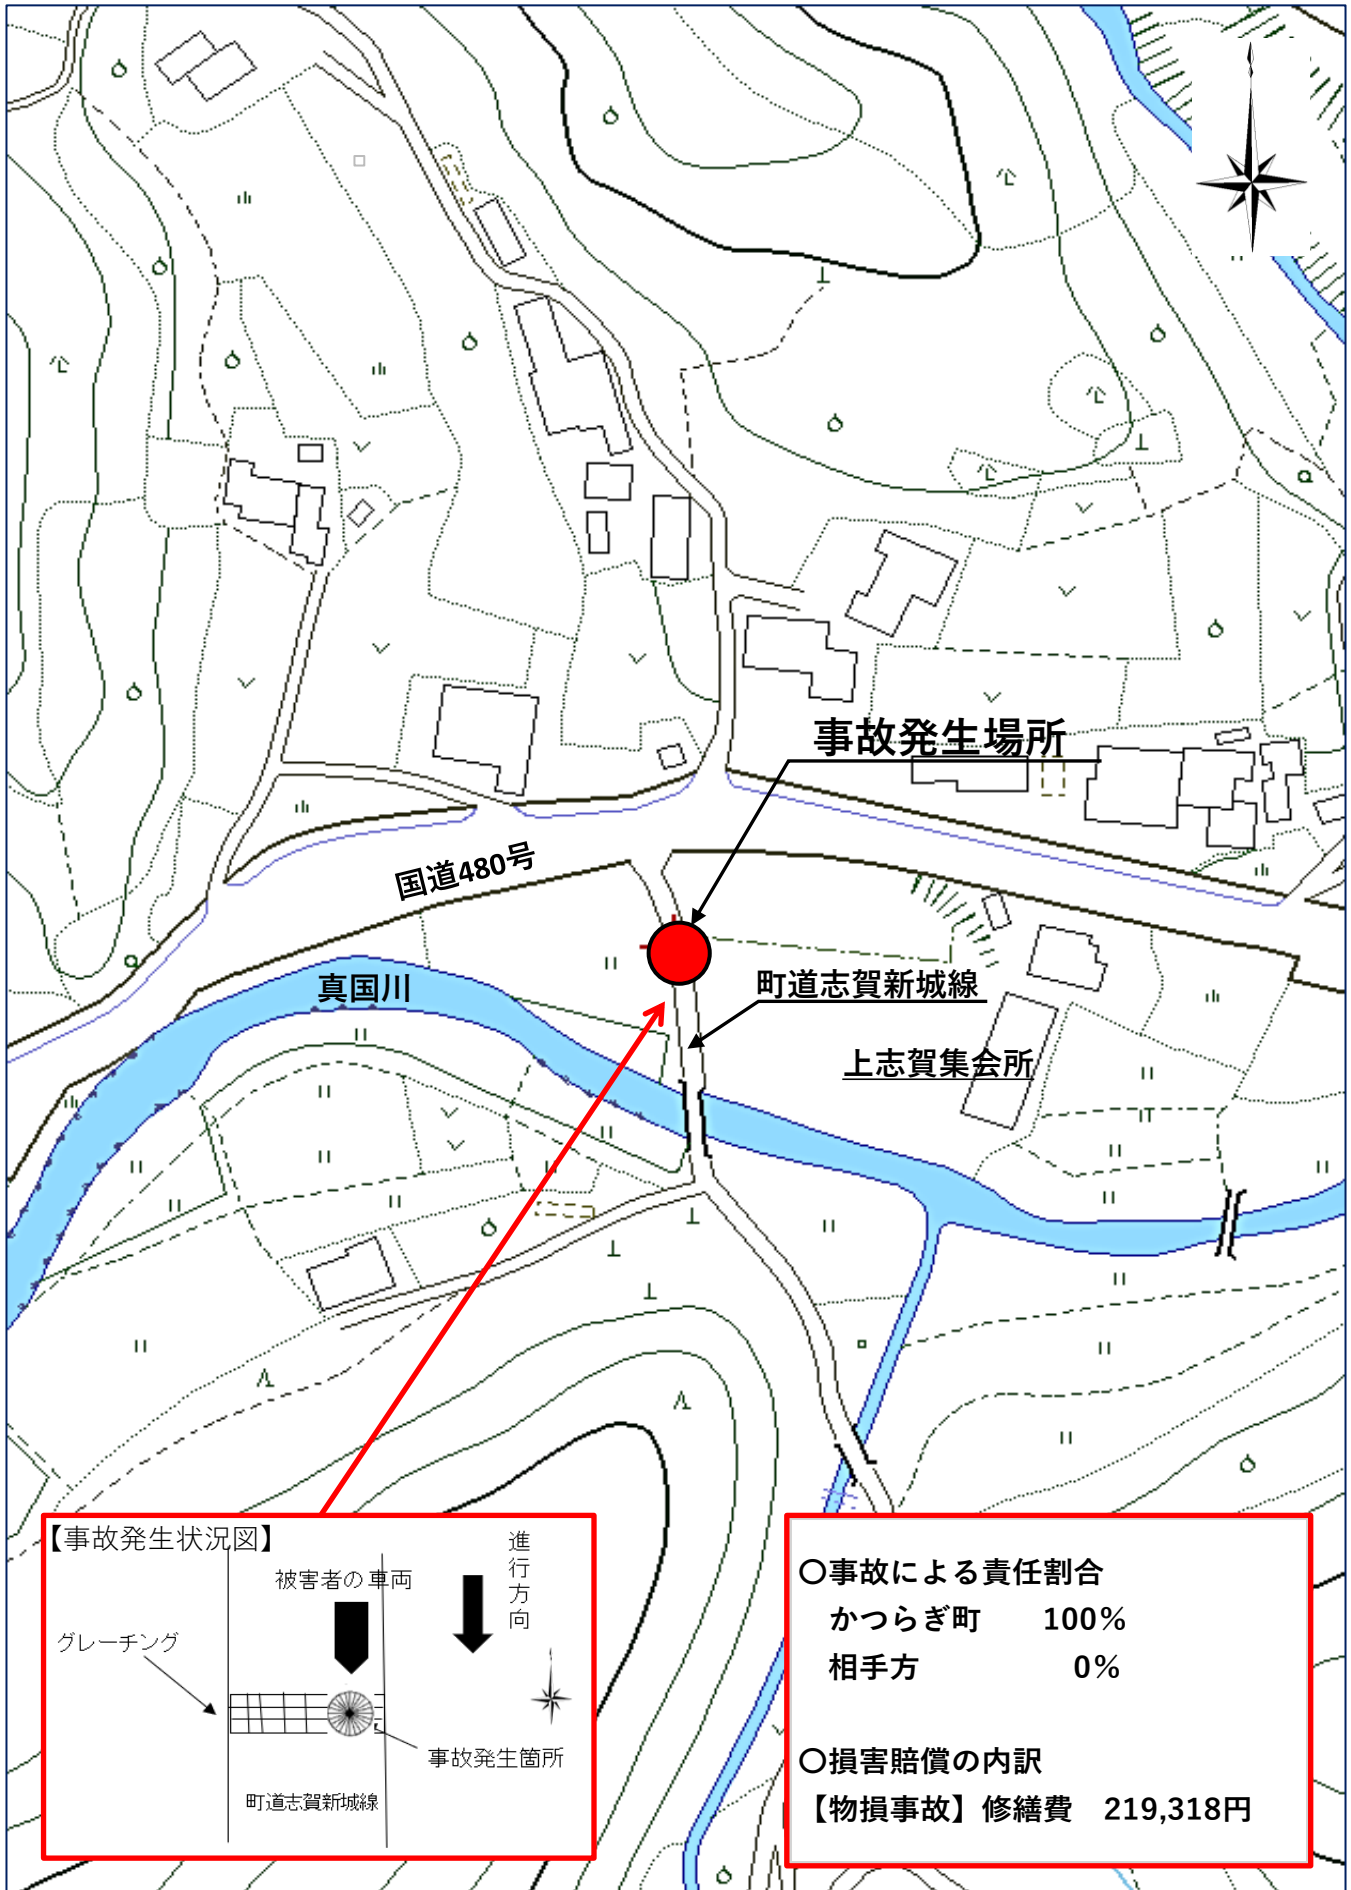 事故発生場所
国道480号
真国川
町道志賀新城線
上志賀集会所
【事故発生状況図】
進行方向
被害者の車両
グレーチング
事故発生箇所
町道志賀新城線
〇事故による責任割合
かつらぎ町 100%
相手方 0%
〇損害賠償の内訳
【物損事故】修繕費 219,318円